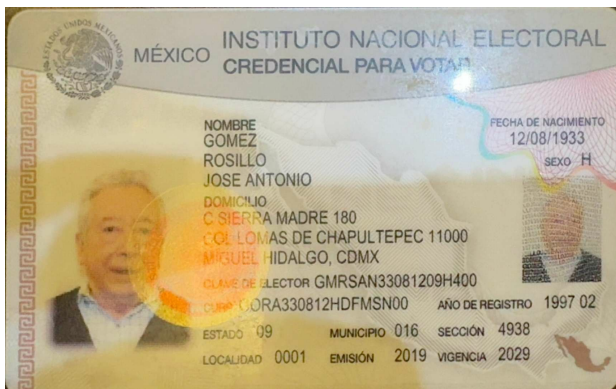 MÉXICO
INSTITUTO NACIONAL ELECTORAL
CREDENCIAL PARA VOTAR
NOMBRE
GOMEZ
ROSILLO
JOSE ANTONIO
FECHA DE NACIMIENTO
12/08/1933
SEXO H
DOMICILIO
C SIERRA MADRE 180
COL LOMAS DE CHAPULTEPEC 11000
MIGUEL HIDALGO, CDMX
CLAVE DE ELECTOR GMRSAN33081209H400
CURP GORA330812HDFMSN00 AÑO DE REGISTRO 1997 02
ESTADO 09 MUNICIPIO 016 SECCIÓN 4938
LOCALIDAD 0001 EMISIÓN 2019 VIGENCIA 2029